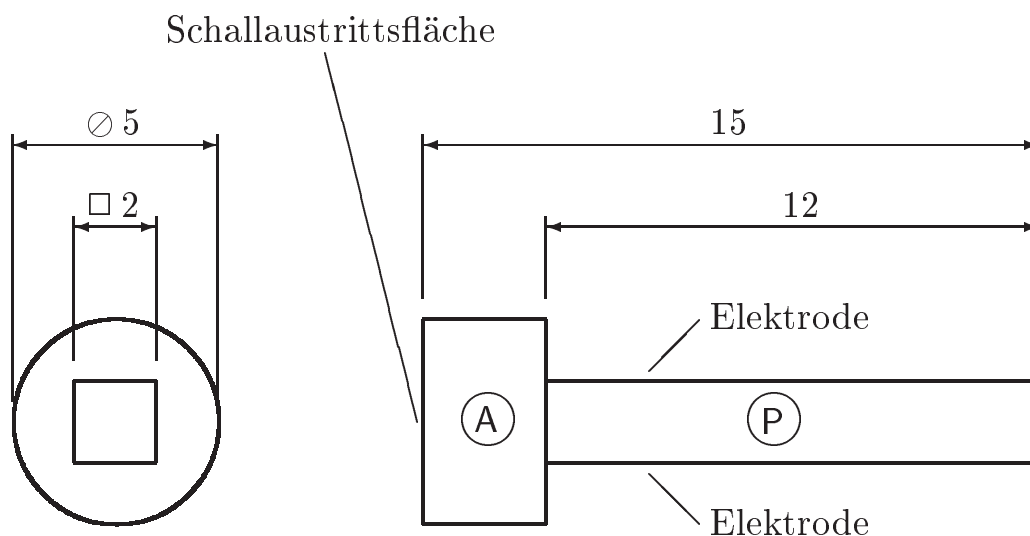 Schallaustrittsfläche
⌀ 5
15
□ 2
12
Elektrode
A
P
Elektrode